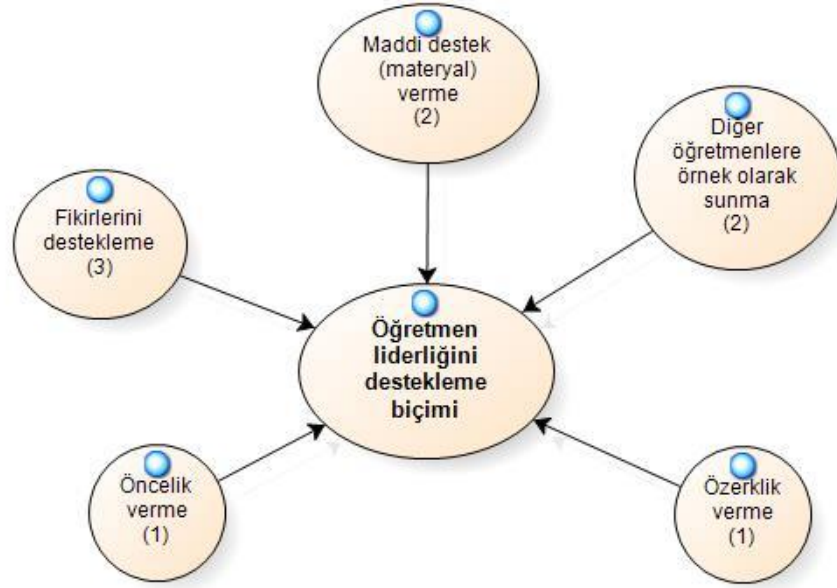 Maddi destek
(materyal)
verme
(2)
Diğer
öğretmenlere
örnek olarak
sunma
(2)
Fikirlerini
destekleme
(3)
Öğretmen
liderliğini
destekleme
biçimi
Öncelik
verme
(1)
Özerklik
verme
(1)